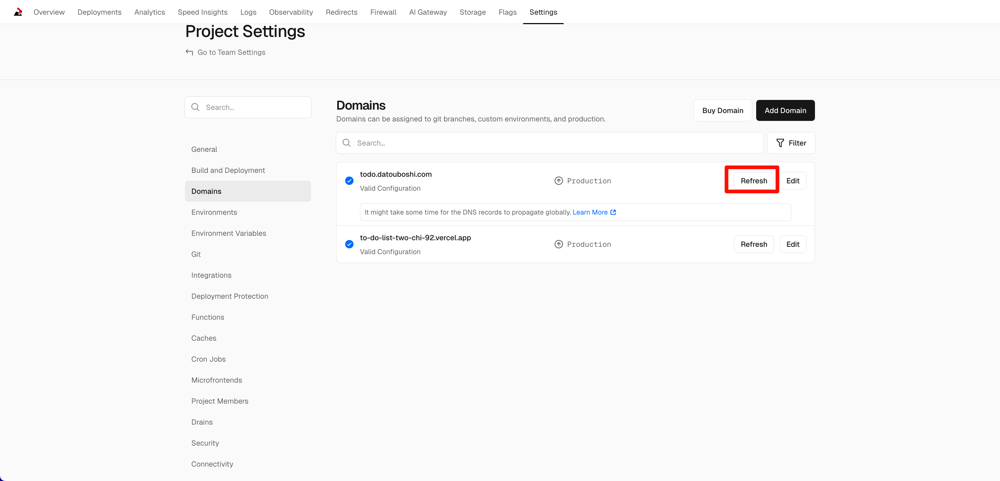 Overview Deployments Analytics Speed Insights Logs Observability Redirects Firewall AI Gateway Storage Flags Settings
Project Settings
Go to Team Settings
Search...
General
Build and Deployment
Domains
Environments
Environment Variables
Git
Integrations
Deployment Protection
Functions
Caches
Cron Jobs
Microfrontends
Project Members
Drains
Security
Connectivity
Domains
Domains can be assigned to git branches, custom environments, and production.
Buy Domain Add Domain
Search...
Filter
todo.datouboshi.com
Valid Configuration
Production
Refresh Edit
It might take some time for the DNS records to propagate globally. Learn More
to-do-list-two-chi-92.vercel.app
Valid Configuration
Production
Refresh Edit